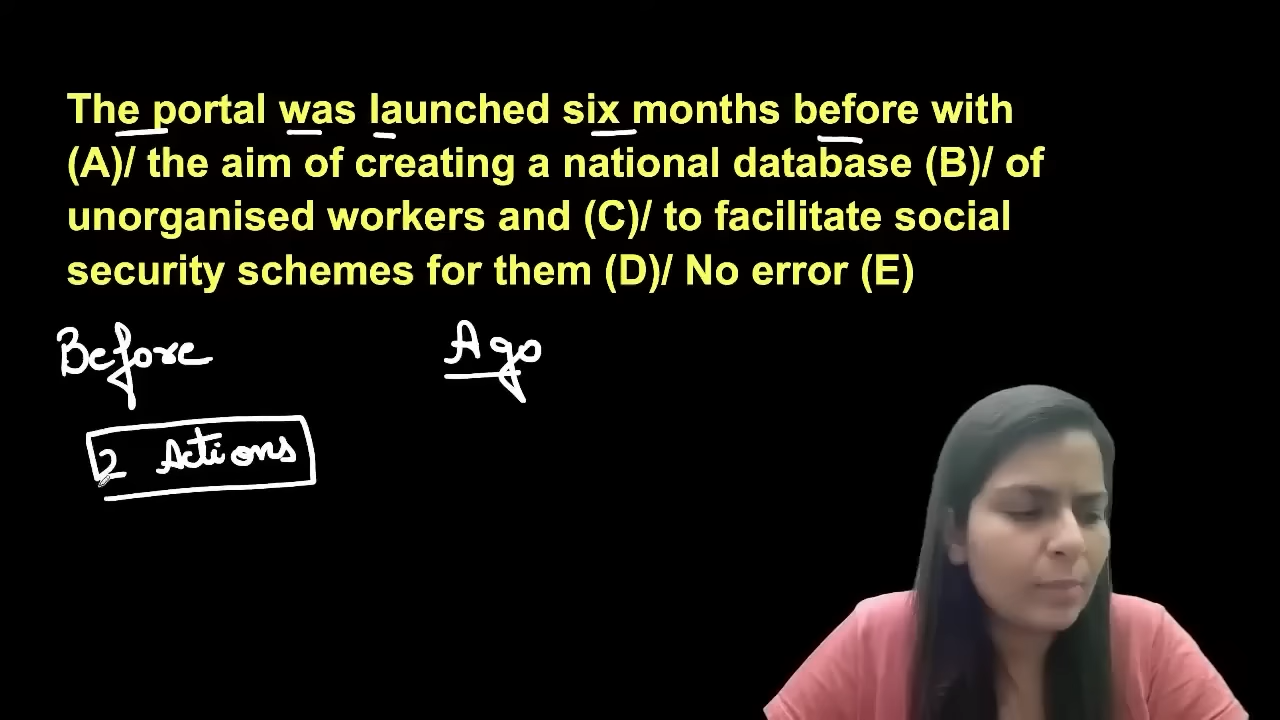 The portal was launched six months before with
(A)/ the aim of creating a national database (B)/ of
unorganised workers and (C)/ to facilitate social
security schemes for them (D)/ No error (E)
Before Ago
2 Actions